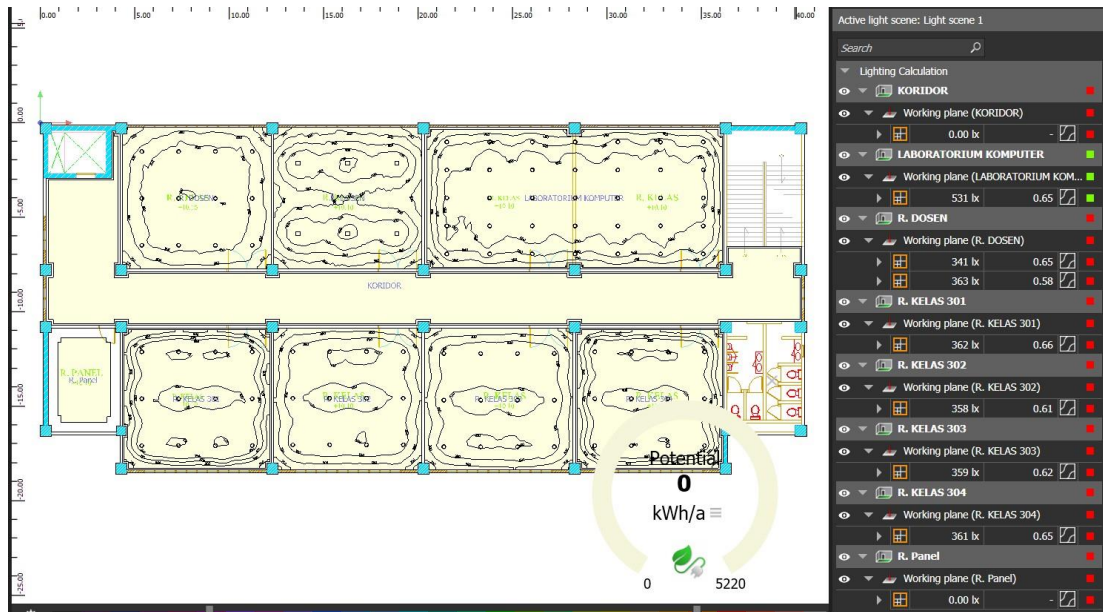 0.00 5.00 10.00 15.00 20.00 25.00 30.00 35.00 40.00
0.00
-5.00
-10.00
-15.00
-20.00
-25.00
KORIDOR
LABORATORIUM KOMPUTER
R. KELAS
R. PANEL
R. Panel
R. KELAS 302
Potential
0
kWh/a
0 5220
Active light scene: Light scene 1
Search
Lighting Calculation
KORIDOR
Working plane (KORIDOR)
0.00 lx -
LABORATORIUM KOMPUTER
Working plane (LABORATORIUM KOM...
531 lx 0.65
R. DOSEN
Working plane (R. DOSEN)
341 lx 0.65
363 lx 0.58
R. KELAS 301
Working plane (R. KELAS 301)
362 lx 0.66
R. KELAS 302
Working plane (R. KELAS 302)
358 lx 0.61
R. KELAS 303
Working plane (R. KELAS 303)
359 lx 0.62
R. KELAS 304
Working plane (R. KELAS 304)
361 lx 0.65
R. Panel
Working plane (R. Panel)
0.00 lx -